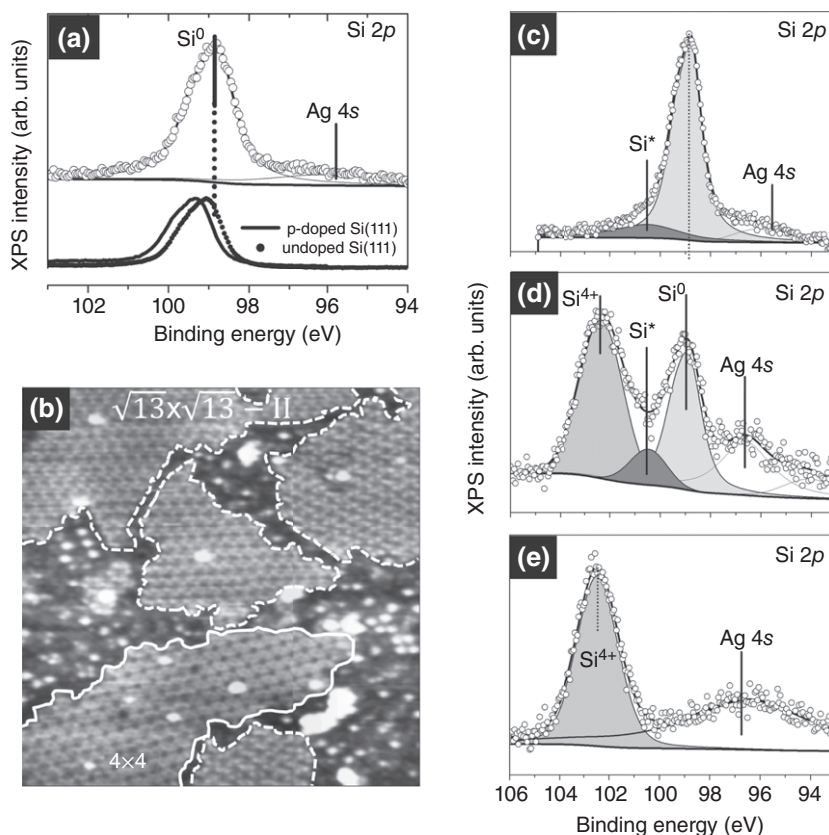 (a)
Si⁰
Si 2p
Ag 4s
p-doped Si(111)
undoped Si(111)
XPS intensity (arb. units)
102 100 98 96 94
Binding energy (eV)
(b)
√13x√13 – II
4×4
(c)
Si 2p
Si*
Ag 4s
(d)
Si⁴⁺
Si⁰
Si 2p
Si*
Ag 4s
XPS intensity (arb. units)
(e)
Si 2p
Si⁴⁺
Ag 4s
106 104 102 100 98 96
Binding energy (eV)